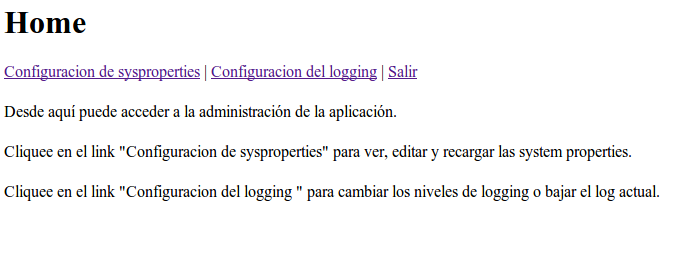 Home
Configuracion de sysproperties | Configuracion del logging | Salir
Desde aquí puede acceder a la administración de la aplicación.
Cliquee en el link "Configuracion de sysproperties" para ver, editar y recargar las system properties.
Cliquee en el link "Configuracion del logging " para cambiar los niveles de logging o bajar el log actual.